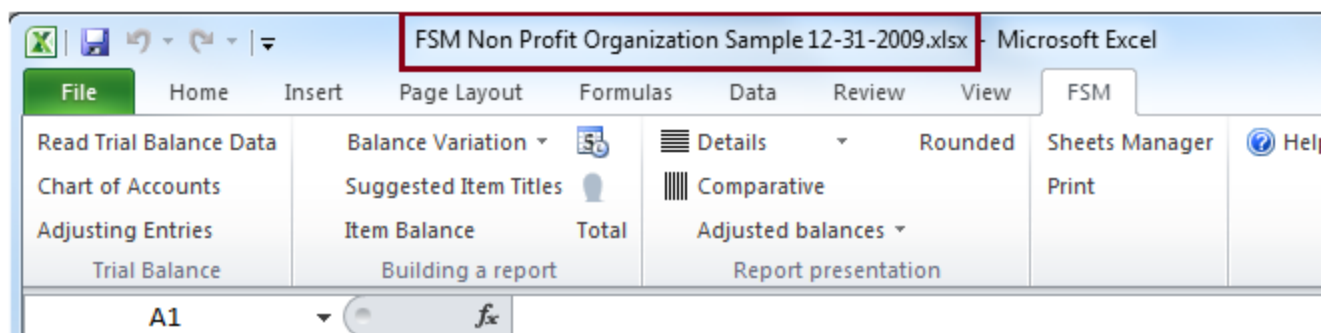 FSM Non Profit Organization Sample 12-31-2009.xlsx - Microsoft Excel
File Home Insert Page Layout Formulas Data Review View FSM
Read Trial Balance Data Balance Variation Details Rounded Sheets Manager
Chart of Accounts Suggested Item Titles Comparative Print
Adjusting Entries Item Balance Total Adjusted balances
Trial Balance Building a report Report presentation
A1 fx